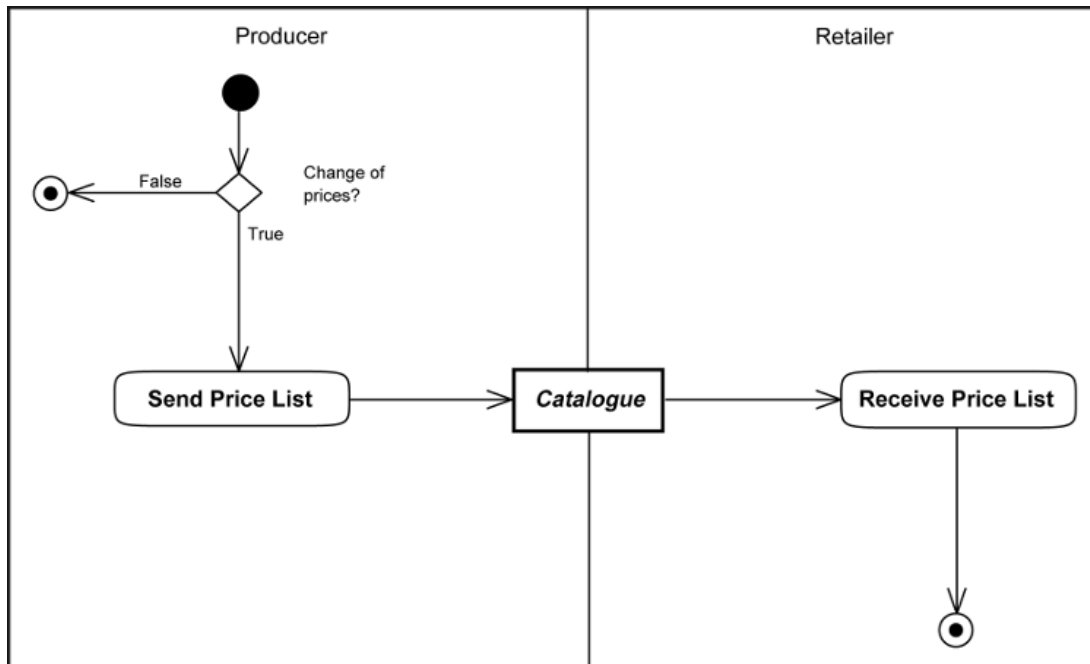 Producer
Retailer
Change of
prices?
False
True
Send Price List
Catalogue
Receive Price List